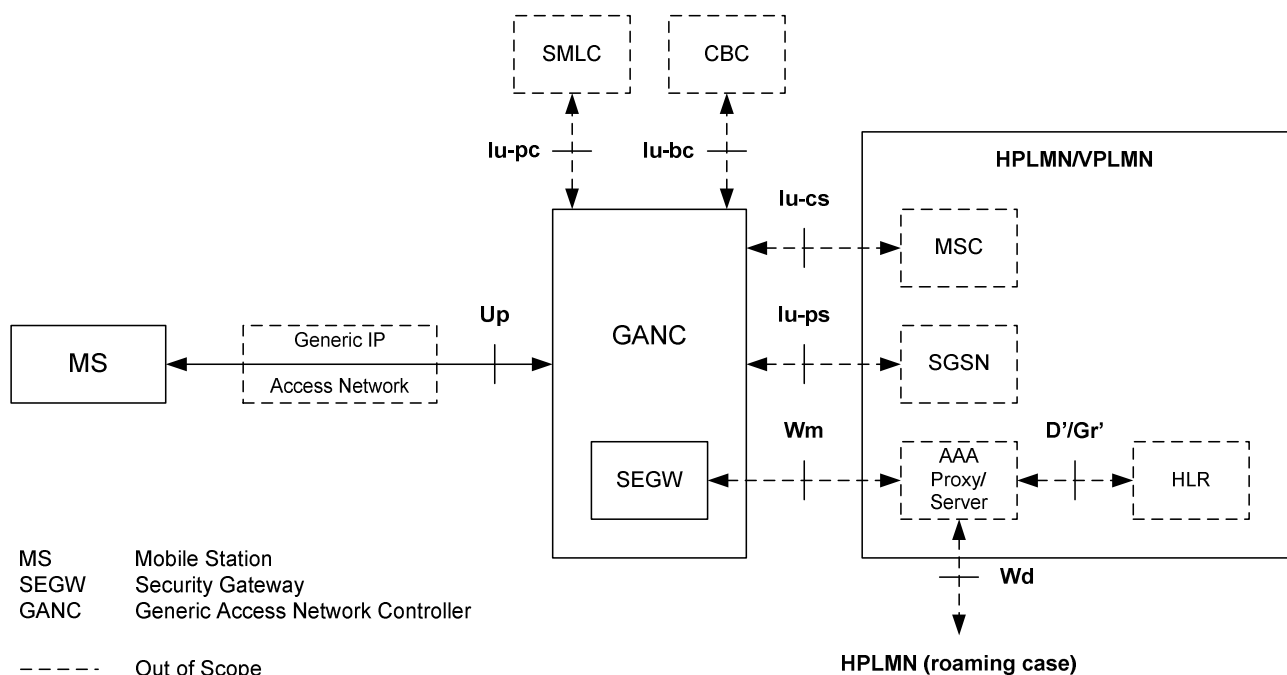 SMLC
CBC
Iu-pc
Iu-bc
HPLMN/VPLMN
Iu-cs
MSC
Up
Iu-ps
Generic IP
Access Network
MS
GANC
SGSN
Wm
D’/Gr’
SEGW
AAA
Proxy/
Server
HLR
Wd
MS Mobile Station
SEGW Security Gateway
GANC Generic Access Network Controller
Out of Scope
HPLMN (roaming case)